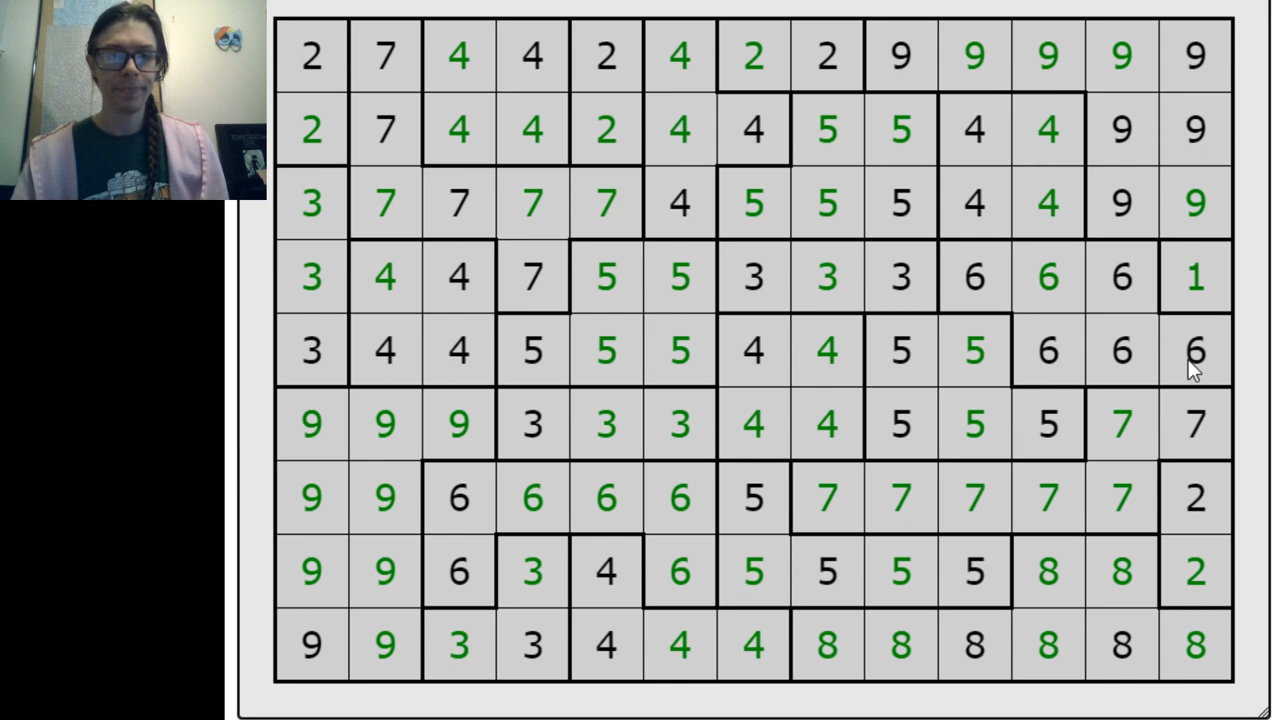 2 7 4 4 2 4 2 2 9 9 9 9 9
2 7 4 4 2 4 4 5 5 4 4 9 9
3 7 7 7 7 4 5 5 5 4 4 9 9
3 4 4 7 5 5 3 3 3 6 6 6 1
3 4 4 5 5 5 4 4 5 5 6 6 6
9 9 9 3 3 3 4 4 5 5 5 7 7
9 9 6 6 6 6 5 7 7 7 7 7 2
9 9 6 3 4 6 5 5 5 5 8 8 2
9 9 3 3 4 4 4 8 8 8 8 8 8